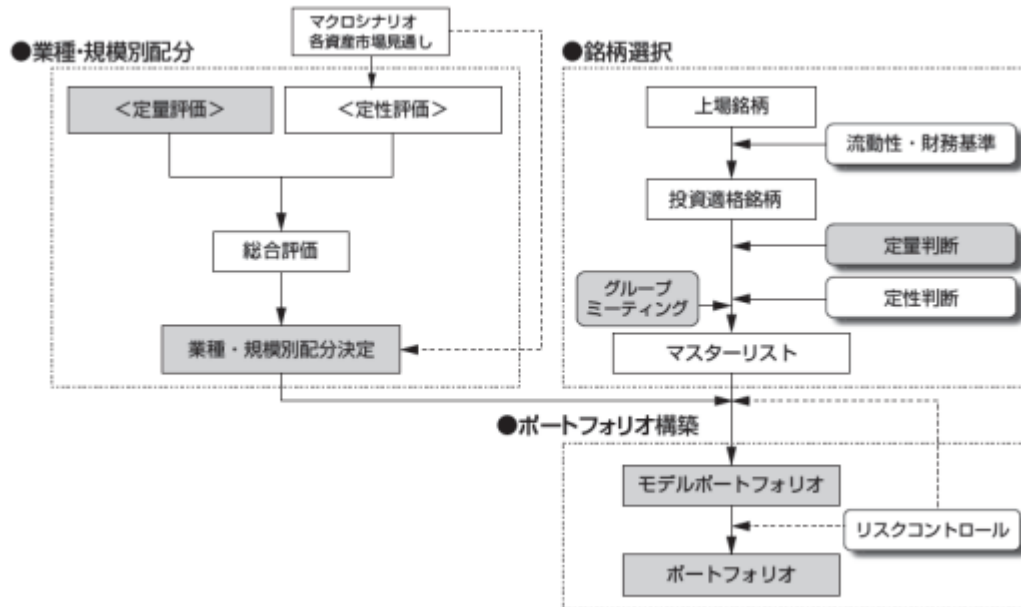 マクロシナリオ
各資産市場見通し
●業種・規模別配分
<定量評価>
<定性評価>
総合評価
業種・規模別配分決定
●銘柄選択
上場銘柄
流動性・財務基準
投資適格銘柄
定量判断
グループ
ミーティング
定性判断
マスターリスト
●ポートフォリオ構築
モデルポートフォリオ
リスクコントロール
ポートフォリオ